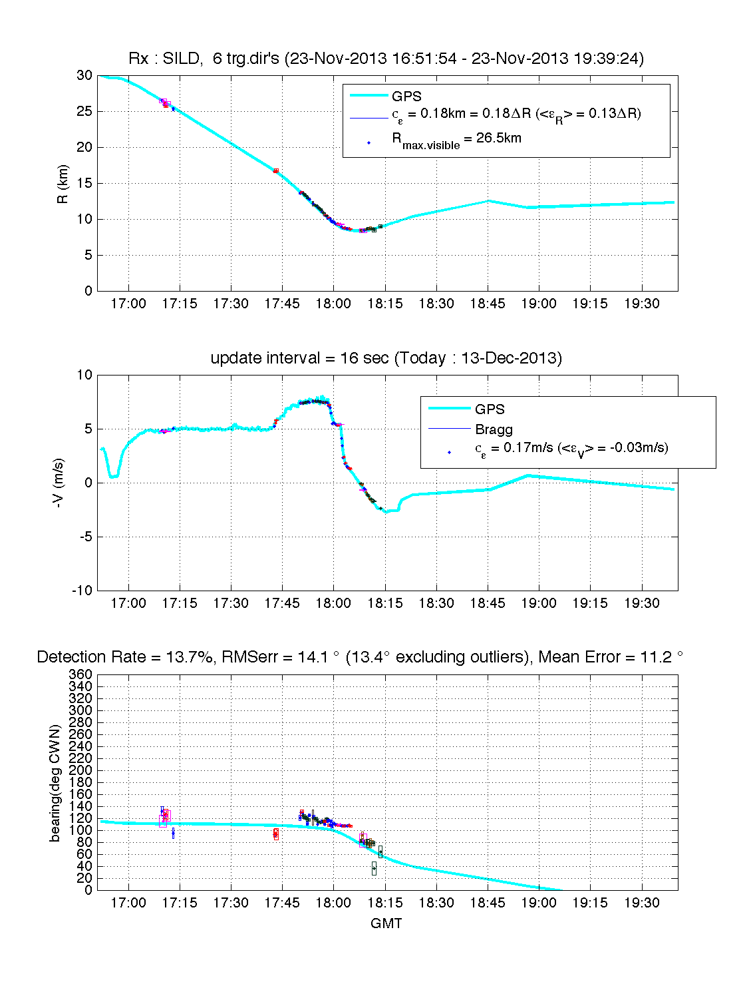 Rx : SILD,  6 trg.dir's (23-Nov-2013 16:51:54 - 23-Nov-2013 19:39:24)
30
25
20
15
10
5
0
R (km)
GPS
cε = 0.18km = 0.18ΔR (<εR> = 0.13ΔR)
Rmax.visible = 26.5km
17:00 17:15 17:30 17:45 18:00 18:15 18:30 18:45 19:00 19:15 19:30
update interval = 16 sec (Today : 13-Dec-2013)
10
5
0
-5
-10
-V (m/s)
GPS
Bragg
cε = 0.17m/s (<εV> = -0.03m/s)
17:00 17:15 17:30 17:45 18:00 18:15 18:30 18:45 19:00 19:15 19:30
Detection Rate = 13.7%, RMSerr = 14.1 ° (13.4° excluding outliers), Mean Error = 11.2 °
360
340
320
300
280
260
240
220
200
180
160
140
120
100
80
60
40
20
0
bearing(deg CWN)
17:00 17:15 17:30 17:45 18:00 18:15 18:30 18:45 19:00 19:15 19:30
GMT